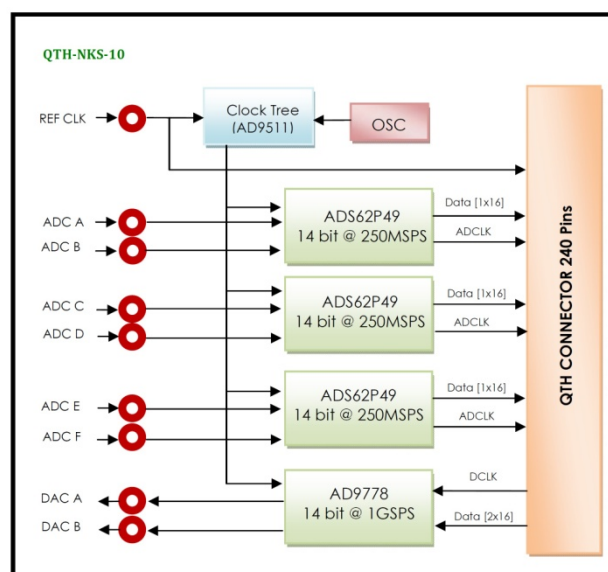 QTH-NKS-10
REF CLK
Clock Tree
(AD9511)
OSC
ADC A
ADC B
ADS62P49
14 bit @ 250MSPS
Data [1x16]
ADCLK
ADC C
ADC D
ADS62P49
14 bit @ 250MSPS
Data [1x16]
ADCLK
ADC E
ADC F
ADS62P49
14 bit @ 250MSPS
Data [1x16]
ADCLK
DAC A
DAC B
AD9778
14 bit @ 1GSPS
DCLK
Data [2x16]
QTH CONNECTOR 240 Pins